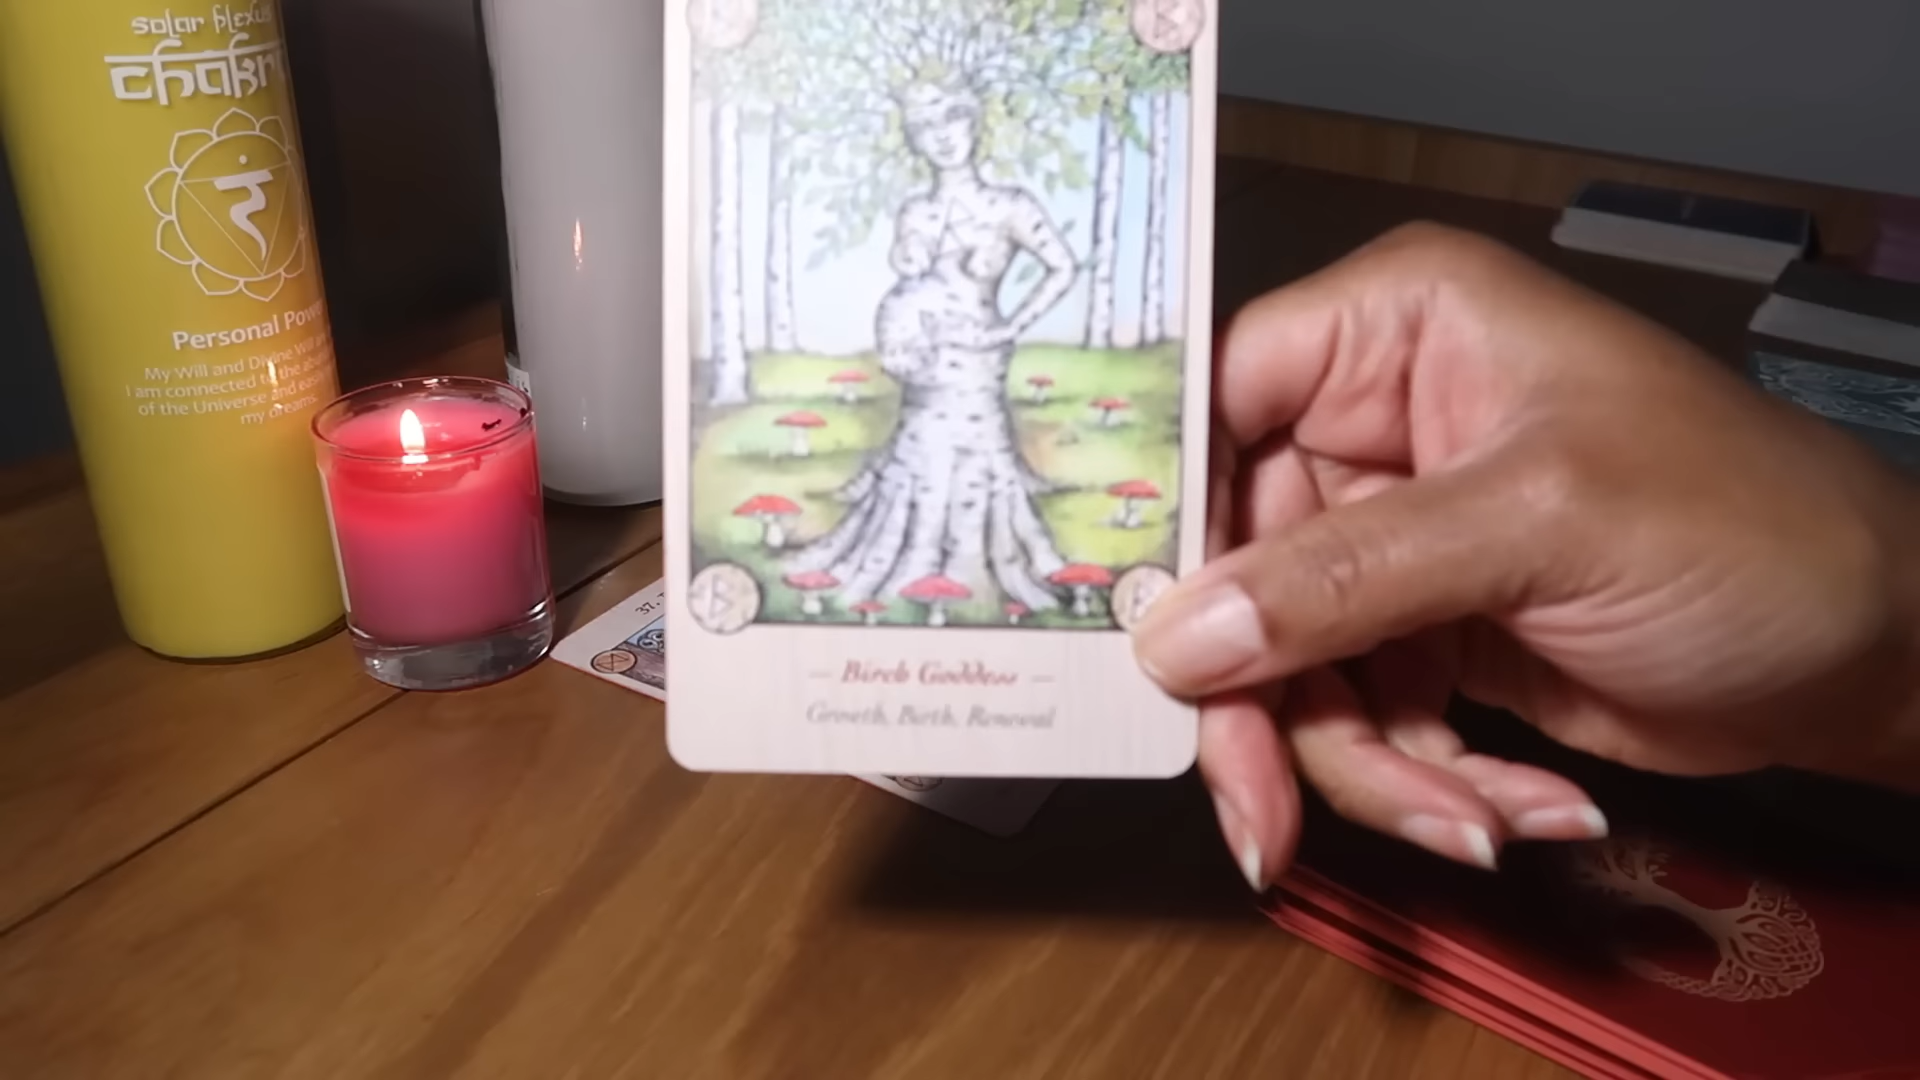 solar plexus
chakr
Personal Pow
My Will and Divine Will
I am connected to the
of the Universe and
my dreams.
37.
— Birch Goddess —
Growth, Birth, Renewal